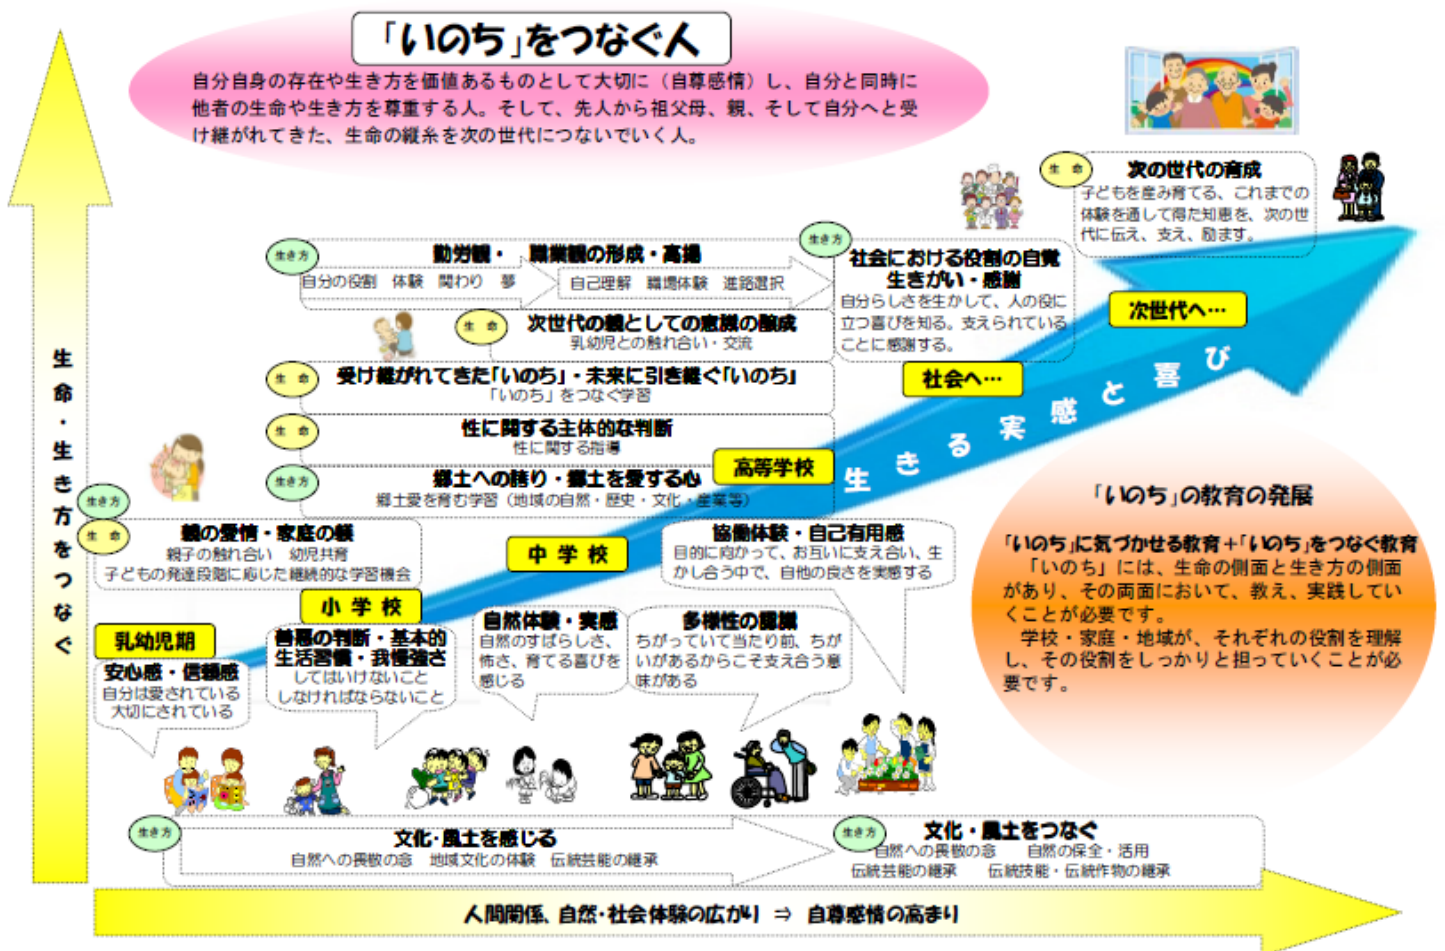 「いのち」をつなぐ人
自分自身の存在や生き方を価値あるものとして大切に（自尊感情）し、自分と同時に
他者の生命や生き方を尊重する人。そして、先人から祖父母、親、そして自分へと受
け継がれてきた、生命の縦糸を次の世代につないでいく人。
生命
次の世代の育成
子どもを産み育てる、これまでの
体験を通して得た知恵を、次の世
代に伝え、支え、励ます。
生き方
勤労観・　職業観の形成・高揚
自分の役割　体験　関わり　夢
自己理解　職場体験　進路選択
生き方
社会における役割の自覚
生きがい・感謝
自分らしさを生かして、人の役に
立つ喜びを知る。支えられている
ことに感謝する。
次世代へ…
生命
次世代の親としての意識の醸成
乳幼児との触れ合い・交流
生命
受け継がれてきた「いのち」・未来に引き継ぐ「いのち」
「いのち」をつなぐ学習
社会へ…
生命
性に関する主体的な判断
性に関する指導
生き方
郷土への誇り・郷土を愛する心
郷土愛を育む学習（地域の自然・歴史・文化・産業等）
高等学校
生きる実感と喜び
生命・生き方をつなぐ
生き方
生命
親の愛情・家庭の躾
親子の触れ合い　幼児共育
子どもの発達段階に応じた継続的な学習機会
中学校
協働体験・自己有用感
目的に向かって、お互いに支え合い、生
かし合う中で、自他の良さを実感する
「いのち」の教育の発展
「いのち」に気づかせる教育＋「いのち」をつなぐ教育
「いのち」には、生命の側面と生き方の側面
があり、その両面において、教え、実践してい
くことが必要です。
学校・家庭・地域が、それぞれの役割を理解
し、その役割をしっかりと担っていくことが必
要です。
小学校
乳幼児期
安心感・信頼感
自分は愛されている
大切にされている
善悪の判断・基本的
生活習慣・我慢強さ
してはいけないこと
しなければならないこと
自然体験・実感
自然のすばらしさ、
怖さ、育てる喜びを
感じる
多様性の認識
ちがっていて当たり前、ちが
いがあるからこそ支え合う意
味がある
生き方
文化・風土を感じる
自然への畏敬の念　地域文化の体験　伝統芸能の継承
生き方
文化・風土をつなぐ
自然への畏敬の念　自然の保全・活用
伝統芸能の継承　伝統技能・伝統作物の継承
人間関係、自然・社会体験の広がり ⇒ 自尊感情の高まり